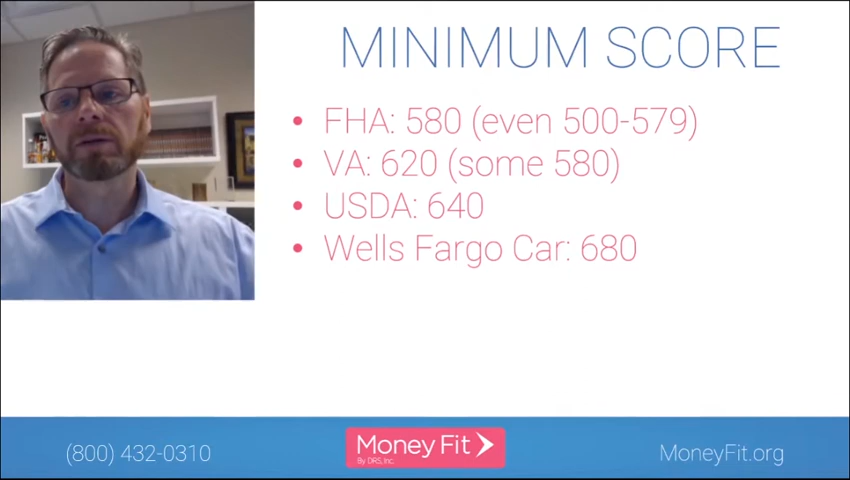 MINIMUM SCORE
• FHA: 580 (even 500-579)
• VA: 620 (some 580)
• USDA: 640
• Wells Fargo Car: 680
(800) 432-0310
Money Fit
By DRS, Inc.
MoneyFit.org